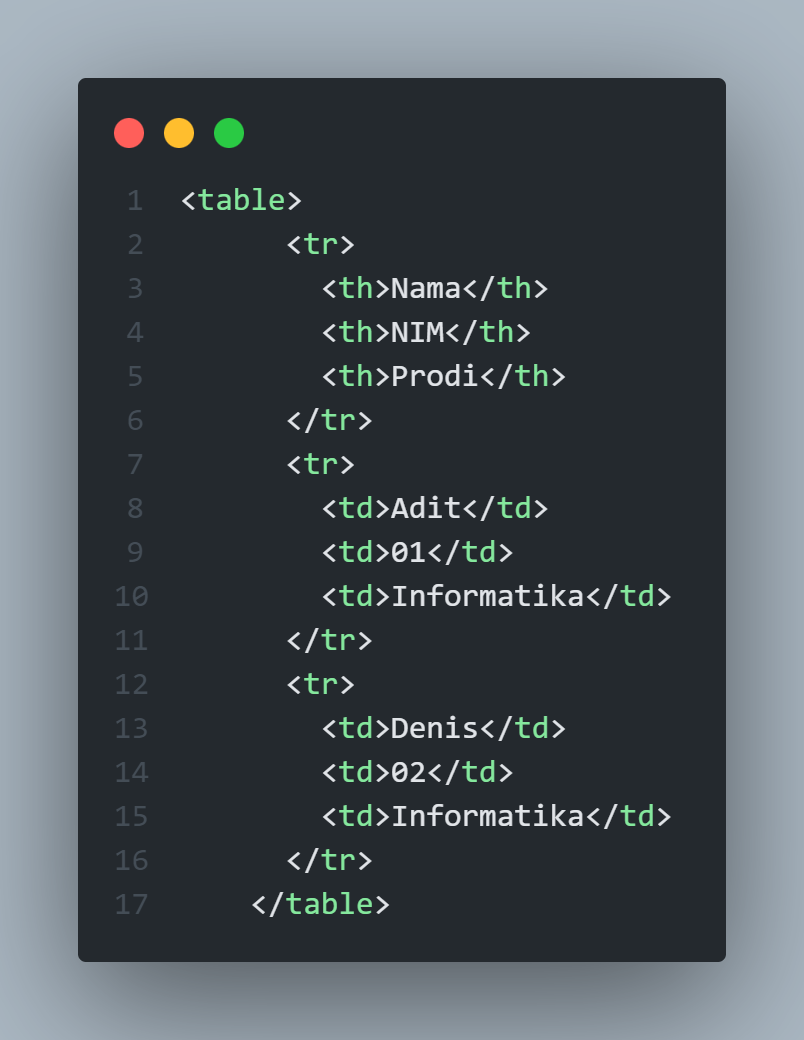 1 <table>
2 <tr>
3 <th>Nama</th>
4 <th>NIM</th>
5 <th>Prodi</th>
6 </tr>
7 <tr>
8 <td>Adit</td>
9 <td>01</td>
10 <td>Informatika</td>
11 </tr>
12 <tr>
13 <td>Denis</td>
14 <td>02</td>
15 <td>Informatika</td>
16 </tr>
17 </table>